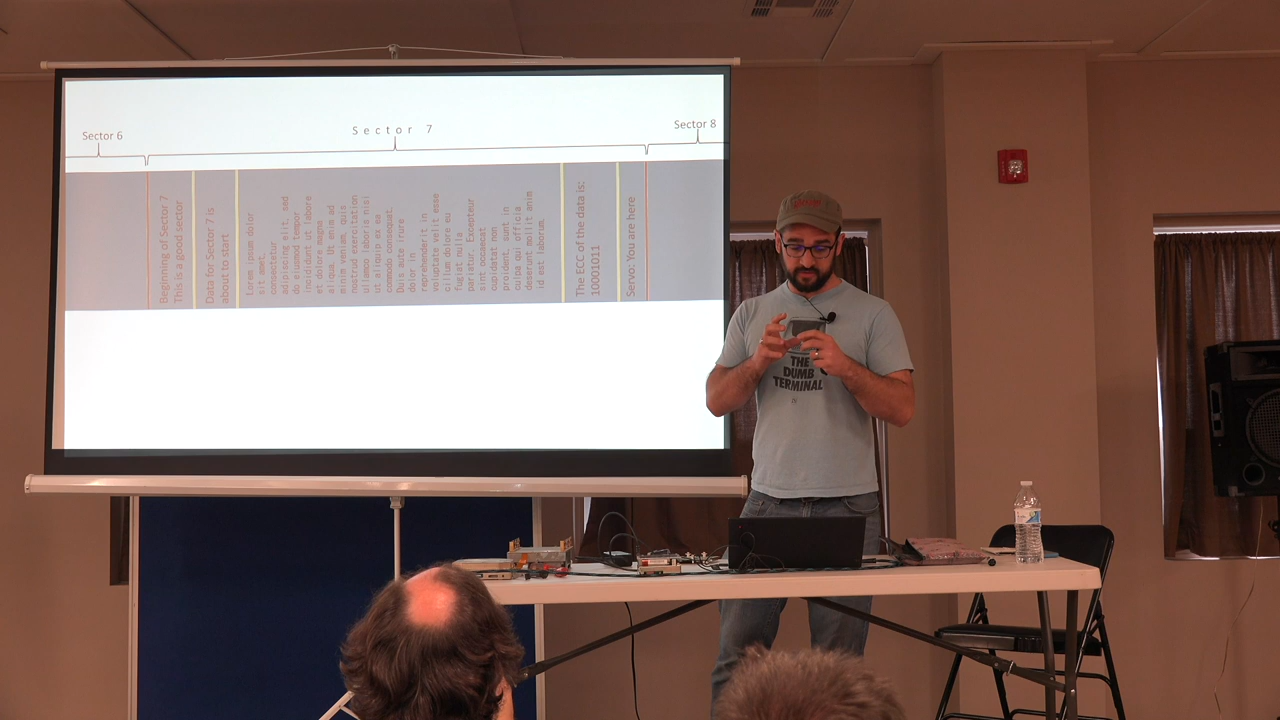 Sector 6
Sector 7
Sector 8
Beginning of Sector 7
This is a good sector
Data for Sector 7 is
about to start
Lorem ipsum dolor
sit amet,
consectetur
adipiscing elit, sed
do eiusmod tempor
incididunt ut labore
et dolore magna
aliqua. Ut enim ad
minim veniam, quis
nostrud exercitation
ullamco laboris nisi
ut aliquip ex ea
commodo consequat.
Duis aute irure
dolor in
reprehenderit in
voluptate velit esse
cillum dolore eu
fugiat nulla
pariatur. Excepteur
sint occaecat
cupidatat non
proident, sunt in
culpa qui officia
deserunt mollit anim
id est laborum.
The ECC of the data is:
10001011
Servo: You are here
THE
DUMB
TERMINAL